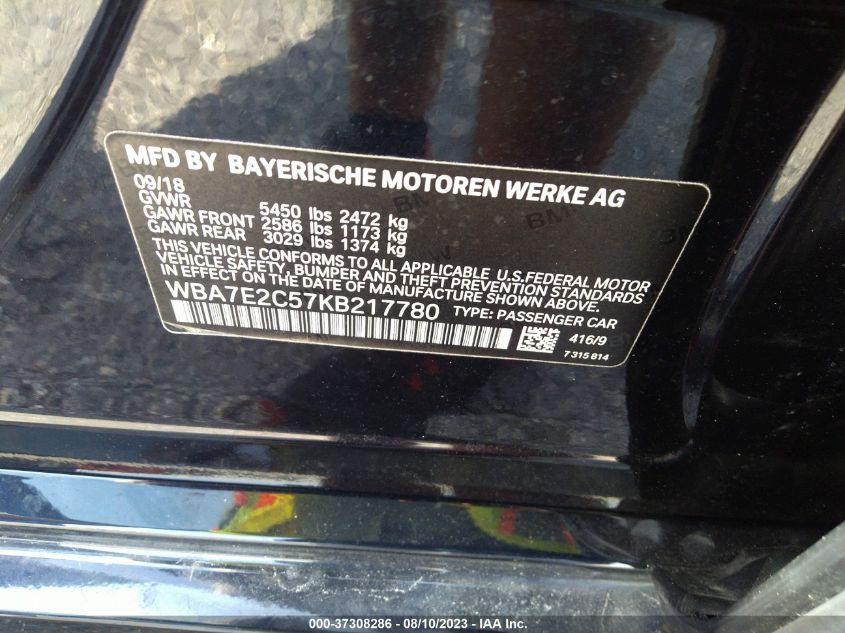 MFD BY BAYERISCHE MOTOREN WERKE AG
09/18
GVWR 5450 lbs 2472 kg
GAWR FRONT 2586 lbs 1173 kg
GAWR REAR 3029 lbs 1374 kg
THIS VEHICLE CONFORMS TO ALL APPLICABLE U.S.FEDERAL MOTOR
VEHICLE SAFETY, BUMPER AND THEFT PREVENTION STANDARDS
IN EFFECT ON THE DATE OF MANUFACTURE SHOWN ABOVE.
WBA7E2C57KB217780 TYPE: PASSENGER CAR
416/9
7 315 814
000-37308286 - 08/10/2023 - IAA Inc.